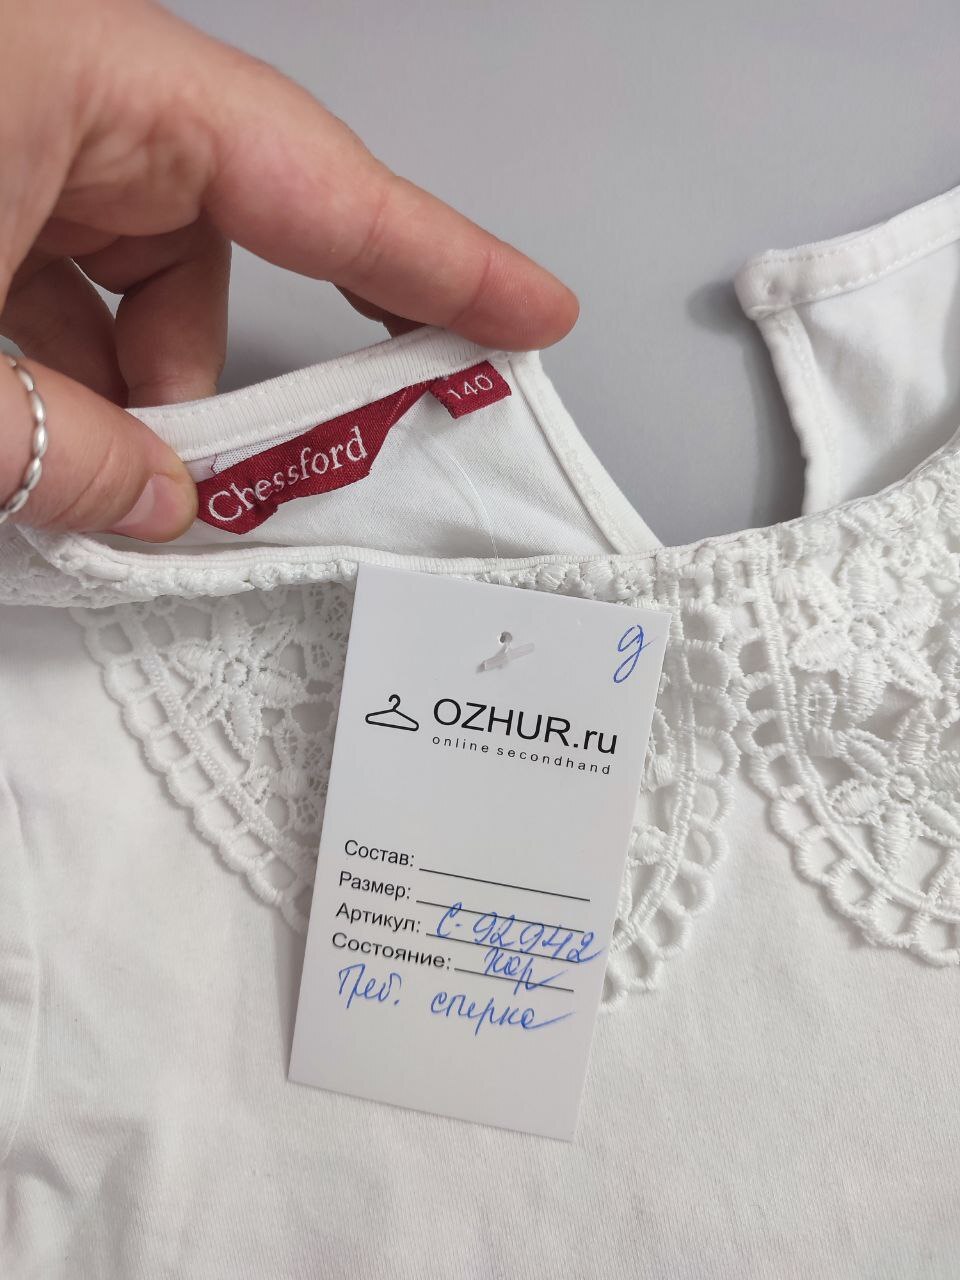 Chessford
140
g
OZHUR.ru
online secondhand
Состав:
Размер:
Артикул: С-92942
Состояние: хор
Треб. стирка